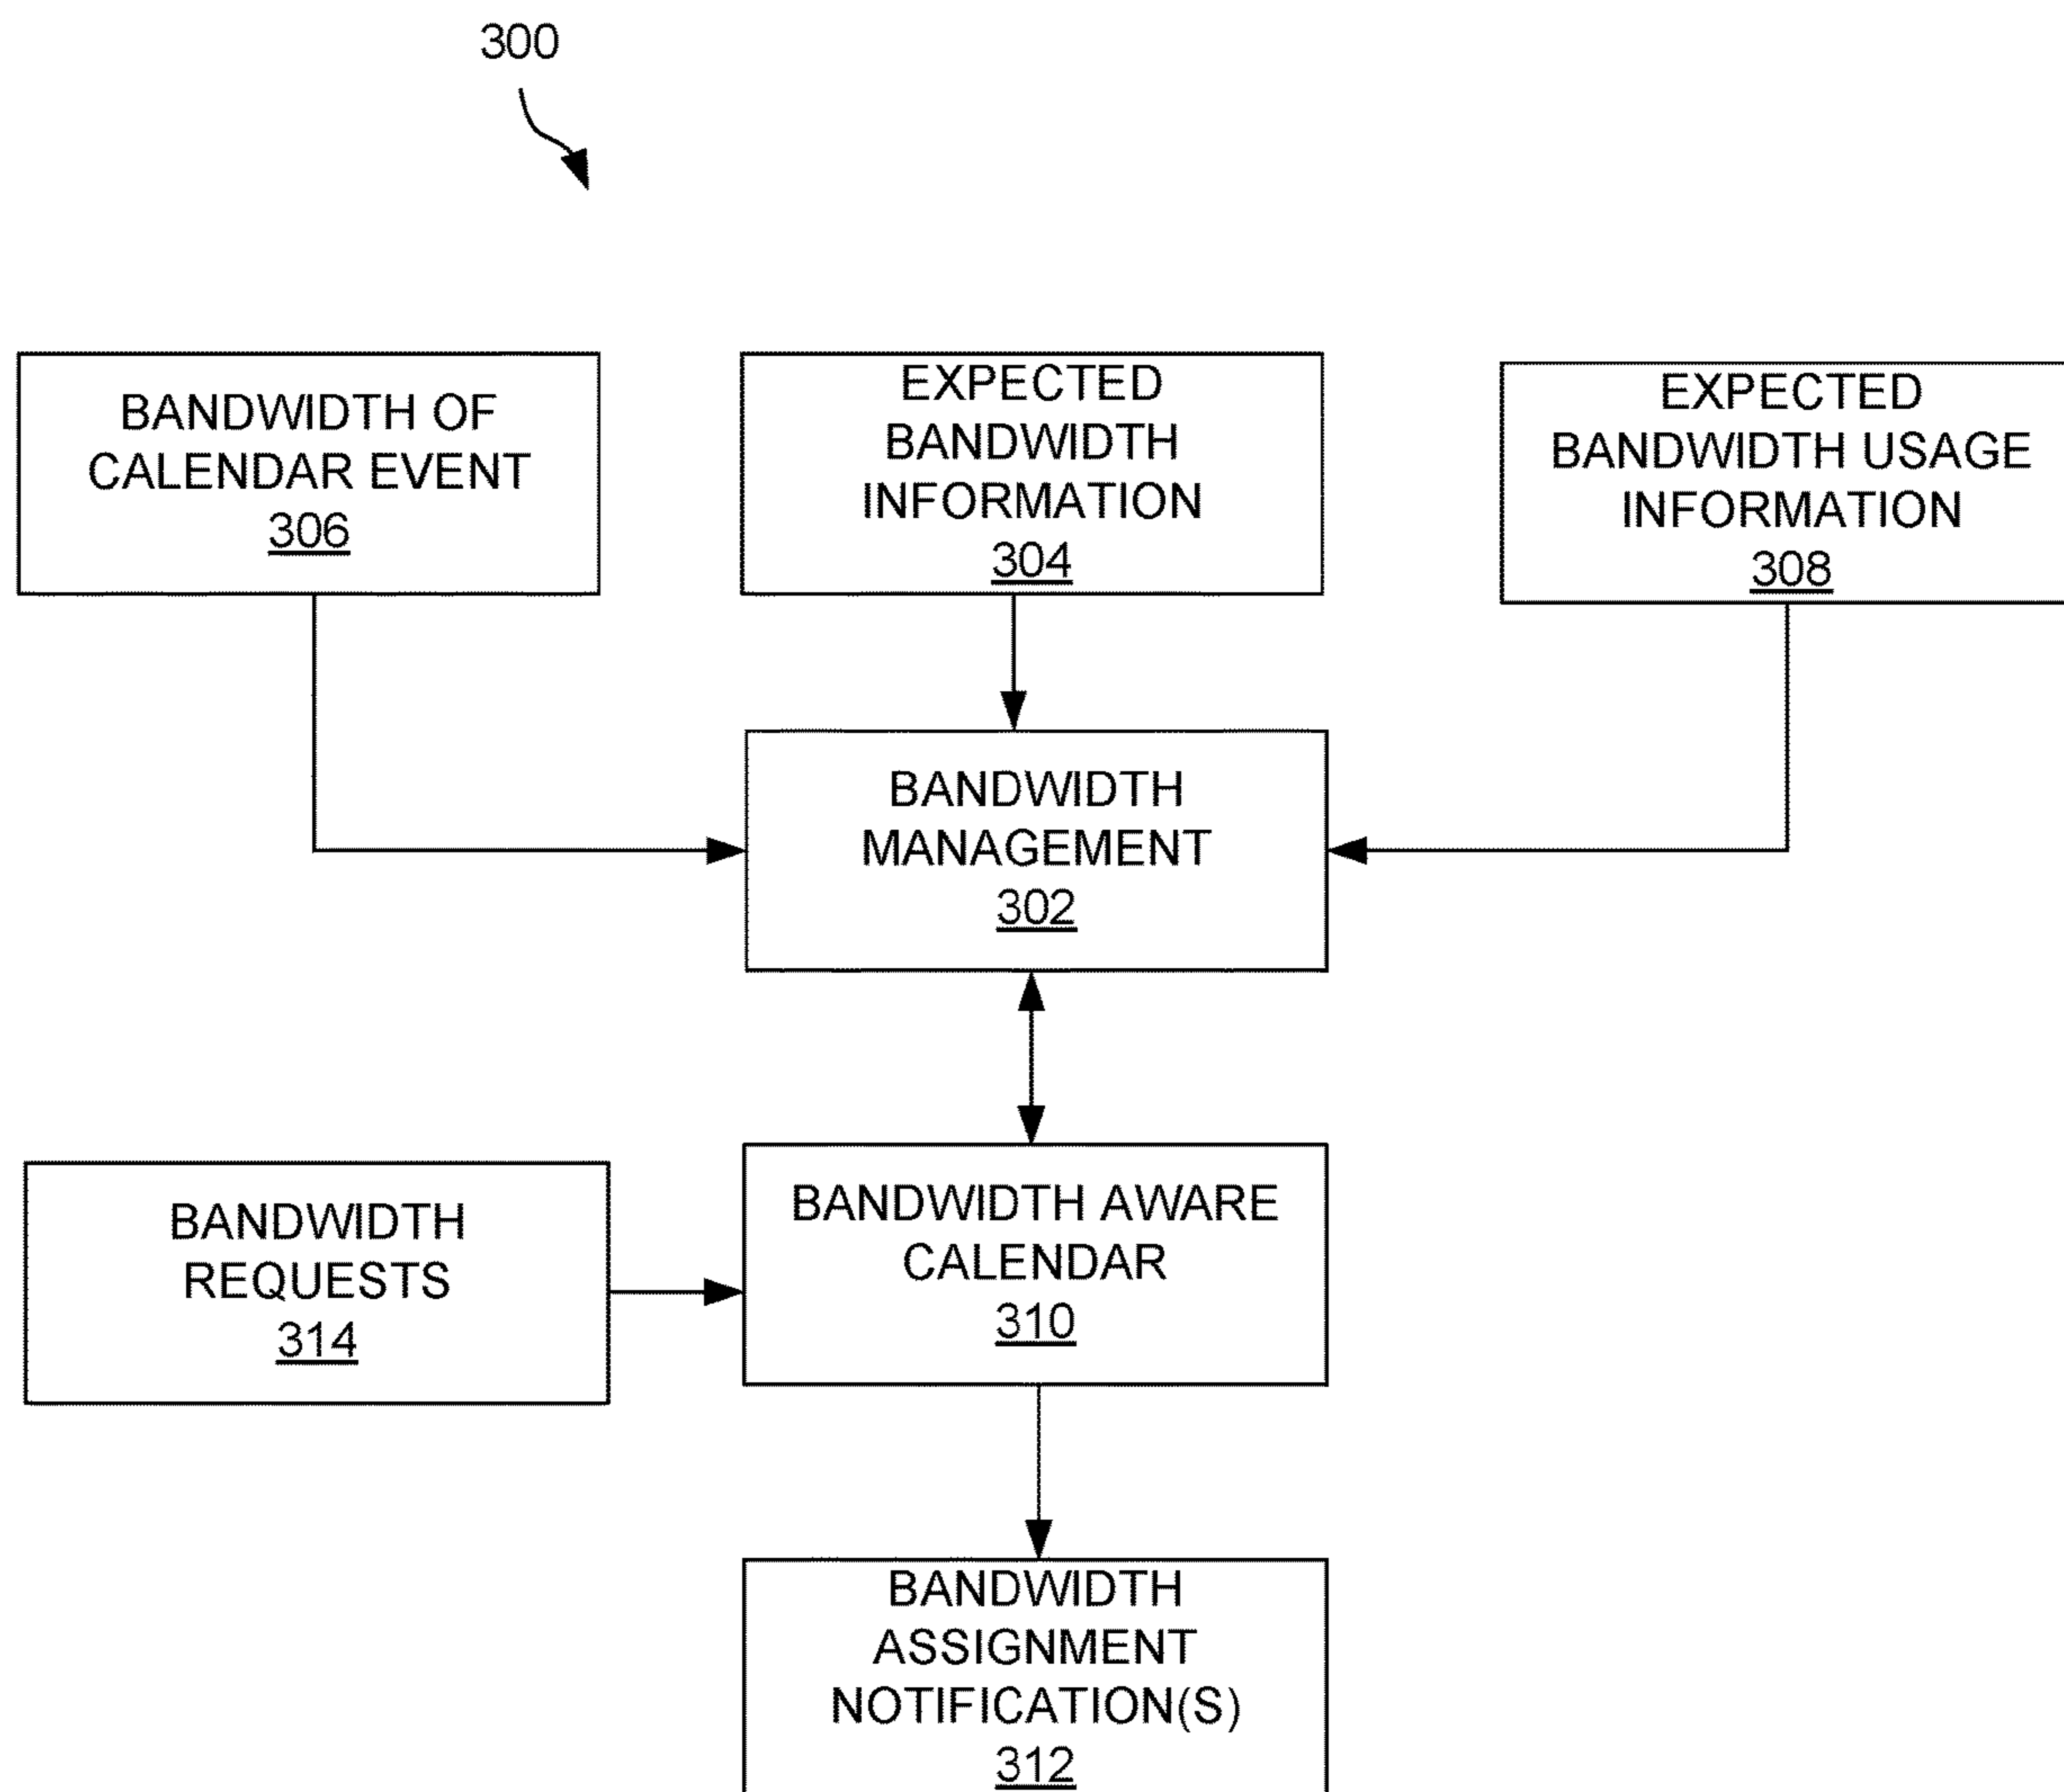 300
BANDWIDTH OF
CALENDAR EVENT
306
EXPECTED
BANDWIDTH
INFORMATION
304
EXPECTED
BANDWIDTH USAGE
INFORMATION
308
BANDWIDTH
MANAGEMENT
302
BANDWIDTH
REQUESTS
314
BANDWIDTH AWARE
CALENDAR
310
BANDWIDTH
ASSIGNMENT
NOTIFICATION(S)
312